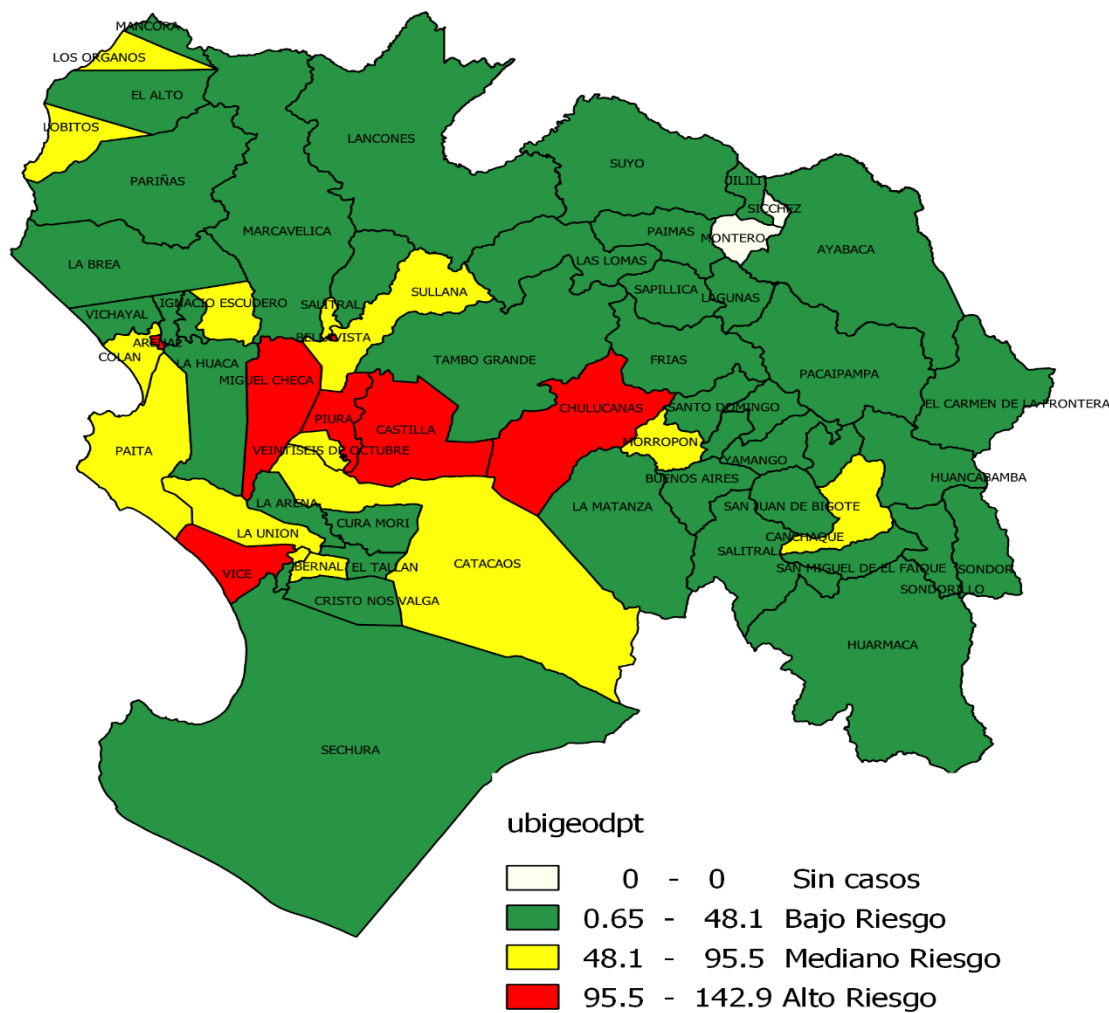 MANCORA
LOS ORGANOS
EL ALTO
LOBITOS
LANCONES
PARIÑAS
SUYO
JILILI
SICCHEZ
MARCAVELICA
PAIMAS
MONTERO
AYABACA
LA BREA
LAS LOMAS
SULLANA
SAPILLICA
LAGUNAS
IGNACIO ESCUDERO
SALITRAL
VICHAYAL
BELLAVISTA
ARENAL
COLAN
LA HUACA
TAMBO GRANDE
FRIAS
PACAIPAMPA
MIGUEL CHECA
CHULUCANAS
SANTO DOMINGO
EL CARMEN DE LA FRONTERA
PIURA
CASTILLA
PAITA
VEINTISEIS DE OCTUBRE
MORROPON
YAMANGO
BUENOS AIRES
HUANCABAMBA
LA ARENA
LA MATANZA
SAN JUAN DE BIGOTE
CURA MORI
LA UNION
CANCHAQUE
SALITRAL
VICE
BERNAL
EL TALLAN
CATACAOS
SAN MIGUEL DE EL FAIQUE
SONDOR
SONDORILLO
CRISTO NOS VALGA
HUARMACA
SECHURA
ubigeodpt
0 - 0 Sin casos
0.65 - 48.1 Bajo Riesgo
48.1 - 95.5 Mediano Riesgo
95.5 - 142.9 Alto Riesgo